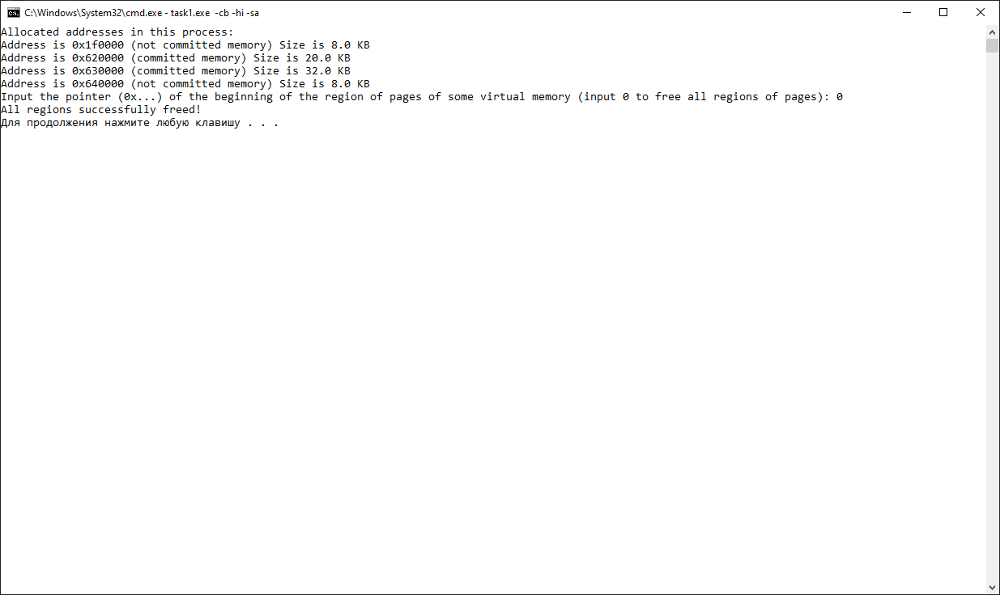 C:\Windows\System32\cmd.exe - task1.exe -cb -hi -sa
Allocated addresses in this process:
Address is 0x1f0000 (not committed memory) Size is 8.0 KB
Address is 0x620000 (committed memory) Size is 20.0 KB
Address is 0x630000 (committed memory) Size is 32.0 KB
Address is 0x640000 (not committed memory) Size is 8.0 KB
Input the pointer (0x...) of the beginning of the region of pages of some virtual memory (input 0 to free all regions of pages): 0
All regions successfully freed!
Для продолжения нажмите любую клавишу . . .